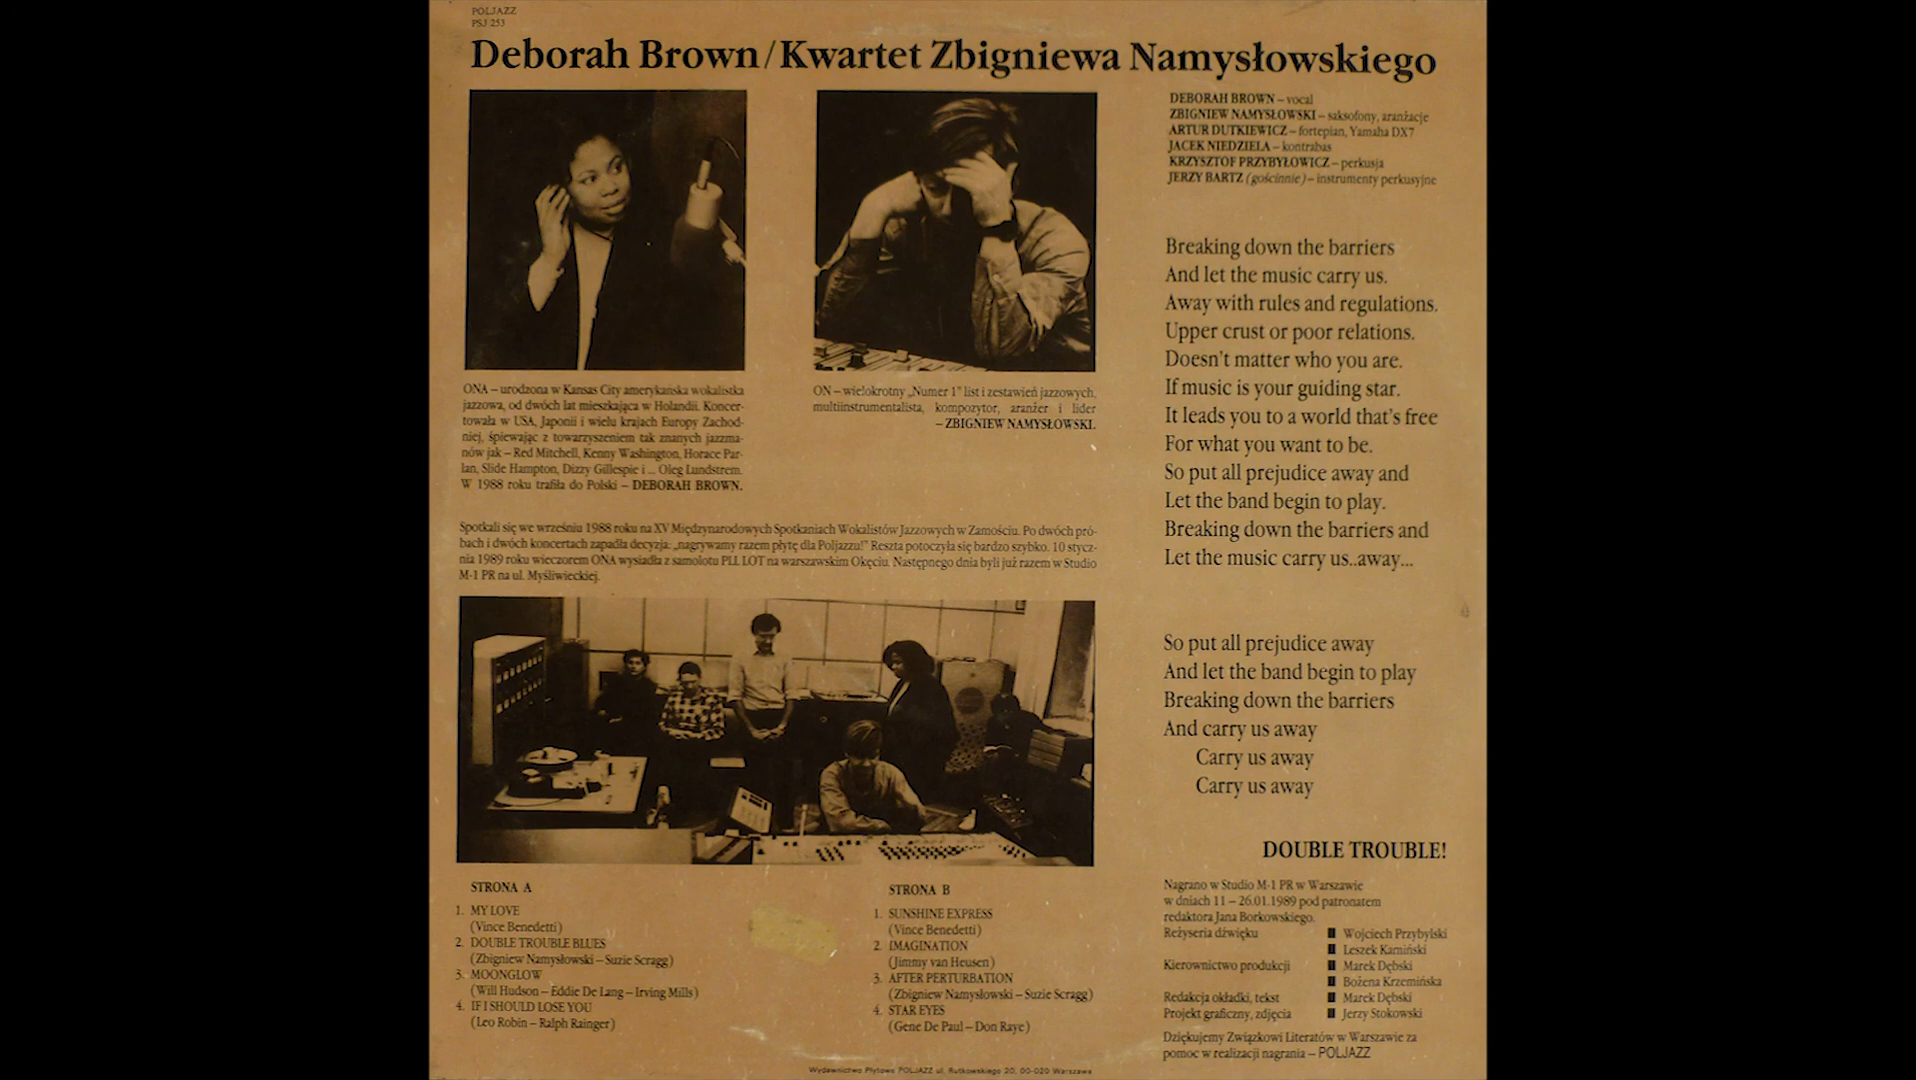 POLJAZZ
PSJ 253
Deborah Brown/Kwartet Zbigniewa Namysłowskiego
DEBORAH BROWN – vocal
ZBIGNIEW NAMYSŁOWSKI – saksofony, aranżacje
ARTUR DUTKIEWICZ – fortepian, Yamaha DX7
JACEK NIEDZIELA – kontrabas
KRZYSZTOF PRZYBYŁOWICZ – perkusja
JERZY BARTZ (gościnnie) – instrumenty perkusyjne
ONA – urodzona w Kansas City amerykańska wokalistka
jazzowa, od dwóch lat mieszkająca w Holandii. Koncer-
towała w USA, Japonii i wielu krajach Europy Zachod-
niej, śpiewając z towarzyszeniem tak znanych jazzma-
nów jak – Red Mitchell, Kenny Washington, Horace Par-
lan, Slide Hampton, Dizzy Gillespie i ... Oleg Lundstrem.
W 1988 roku trafiła do Polski – DEBORAH BROWN.
ON – wielokrotny „Numer 1" list i zestawień jazzowych,
multiinstrumentalista, kompozytor, aranżer i lider
– ZBIGNIEW NAMYSŁOWSKI.
Spotkali się we wrześniu 1988 roku na XV Międzynarodowych Spotkaniach Wokalistów Jazzowych w Zamościu. Po dwóch pró-
bach i dwóch koncertach zapadła decyzja: „nagrywamy razem płytę dla Poljazzu!" Reszta potoczyła się bardzo szybko. 10 stycz-
nia 1989 roku wieczorem ONA wysiadła z samolotu PLL LOT na warszawskim Okęciu. Następnego dnia byli już razem w Studio
M-1 PR na ul. Myśliwieckiej.
Breaking down the barriers
And let the music carry us.
Away with rules and regulations.
Upper crust or poor relations.
Doesn't matter who you are.
If music is your guiding star.
It leads you to a world that's free
For what you want to be.
So put all prejudice away and
Let the band begin to play.
Breaking down the barriers and
Let the music carry us..away...
So put all prejudice away
And let the band begin to play
Breaking down the barriers
And carry us away
Carry us away
Carry us away
DOUBLE TROUBLE!
STRONA A
1. MY LOVE
(Vince Benedetti)
2. DOUBLE TROUBLE BLUES
(Zbigniew Namysłowski – Suzie Scragg)
3. MOONGLOW
(Will Hudson – Eddie De Lang – Irving Mills)
4. IF I SHOULD LOSE YOU
(Leo Robin – Ralph Rainger)
STRONA B
1. SUNSHINE EXPRESS
(Vince Benedetti)
2. IMAGINATION
(Jimmy van Heusen)
3. AFTER PERTURBATION
(Zbigniew Namysłowski – Suzie Scragg)
4. STAR EYES
(Gene De Paul – Don Raye)
Nagrano w Studio M-1 PR w Warszawie
w dniach 11 – 26.01.1989 pod patronatem
redaktora Jana Borkowskiego.
Reżyseria dźwięku Wojciech Przybylski
Leszek Kamiński
Kierownictwo produkcji Marek Dębski
Bożena Krzemińska
Redakcja okładki, tekst Marek Dębski
Projekt graficzny, zdjęcia Jerzy Stokowski
Dziękujemy Związkowi Literatów w Warszawie za
pomoc w realizacji nagrania – POLJAZZ
Wydawnictwo Płytowe POLJAZZ ul. Rutkowskiego 20, 00-020 Warszawa